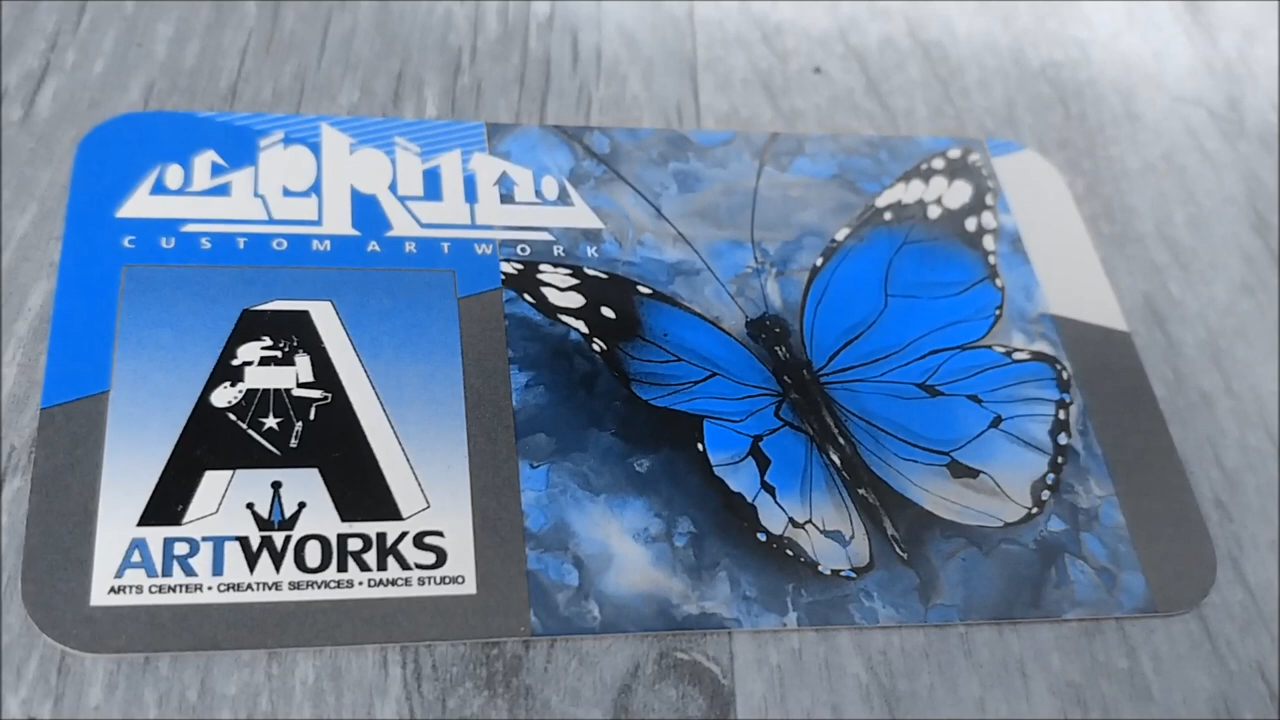 CUSTOM ARTWORK
A
ARTWORKS
ARTS CENTER • CREATIVE SERVICES • DANCE STUDIO